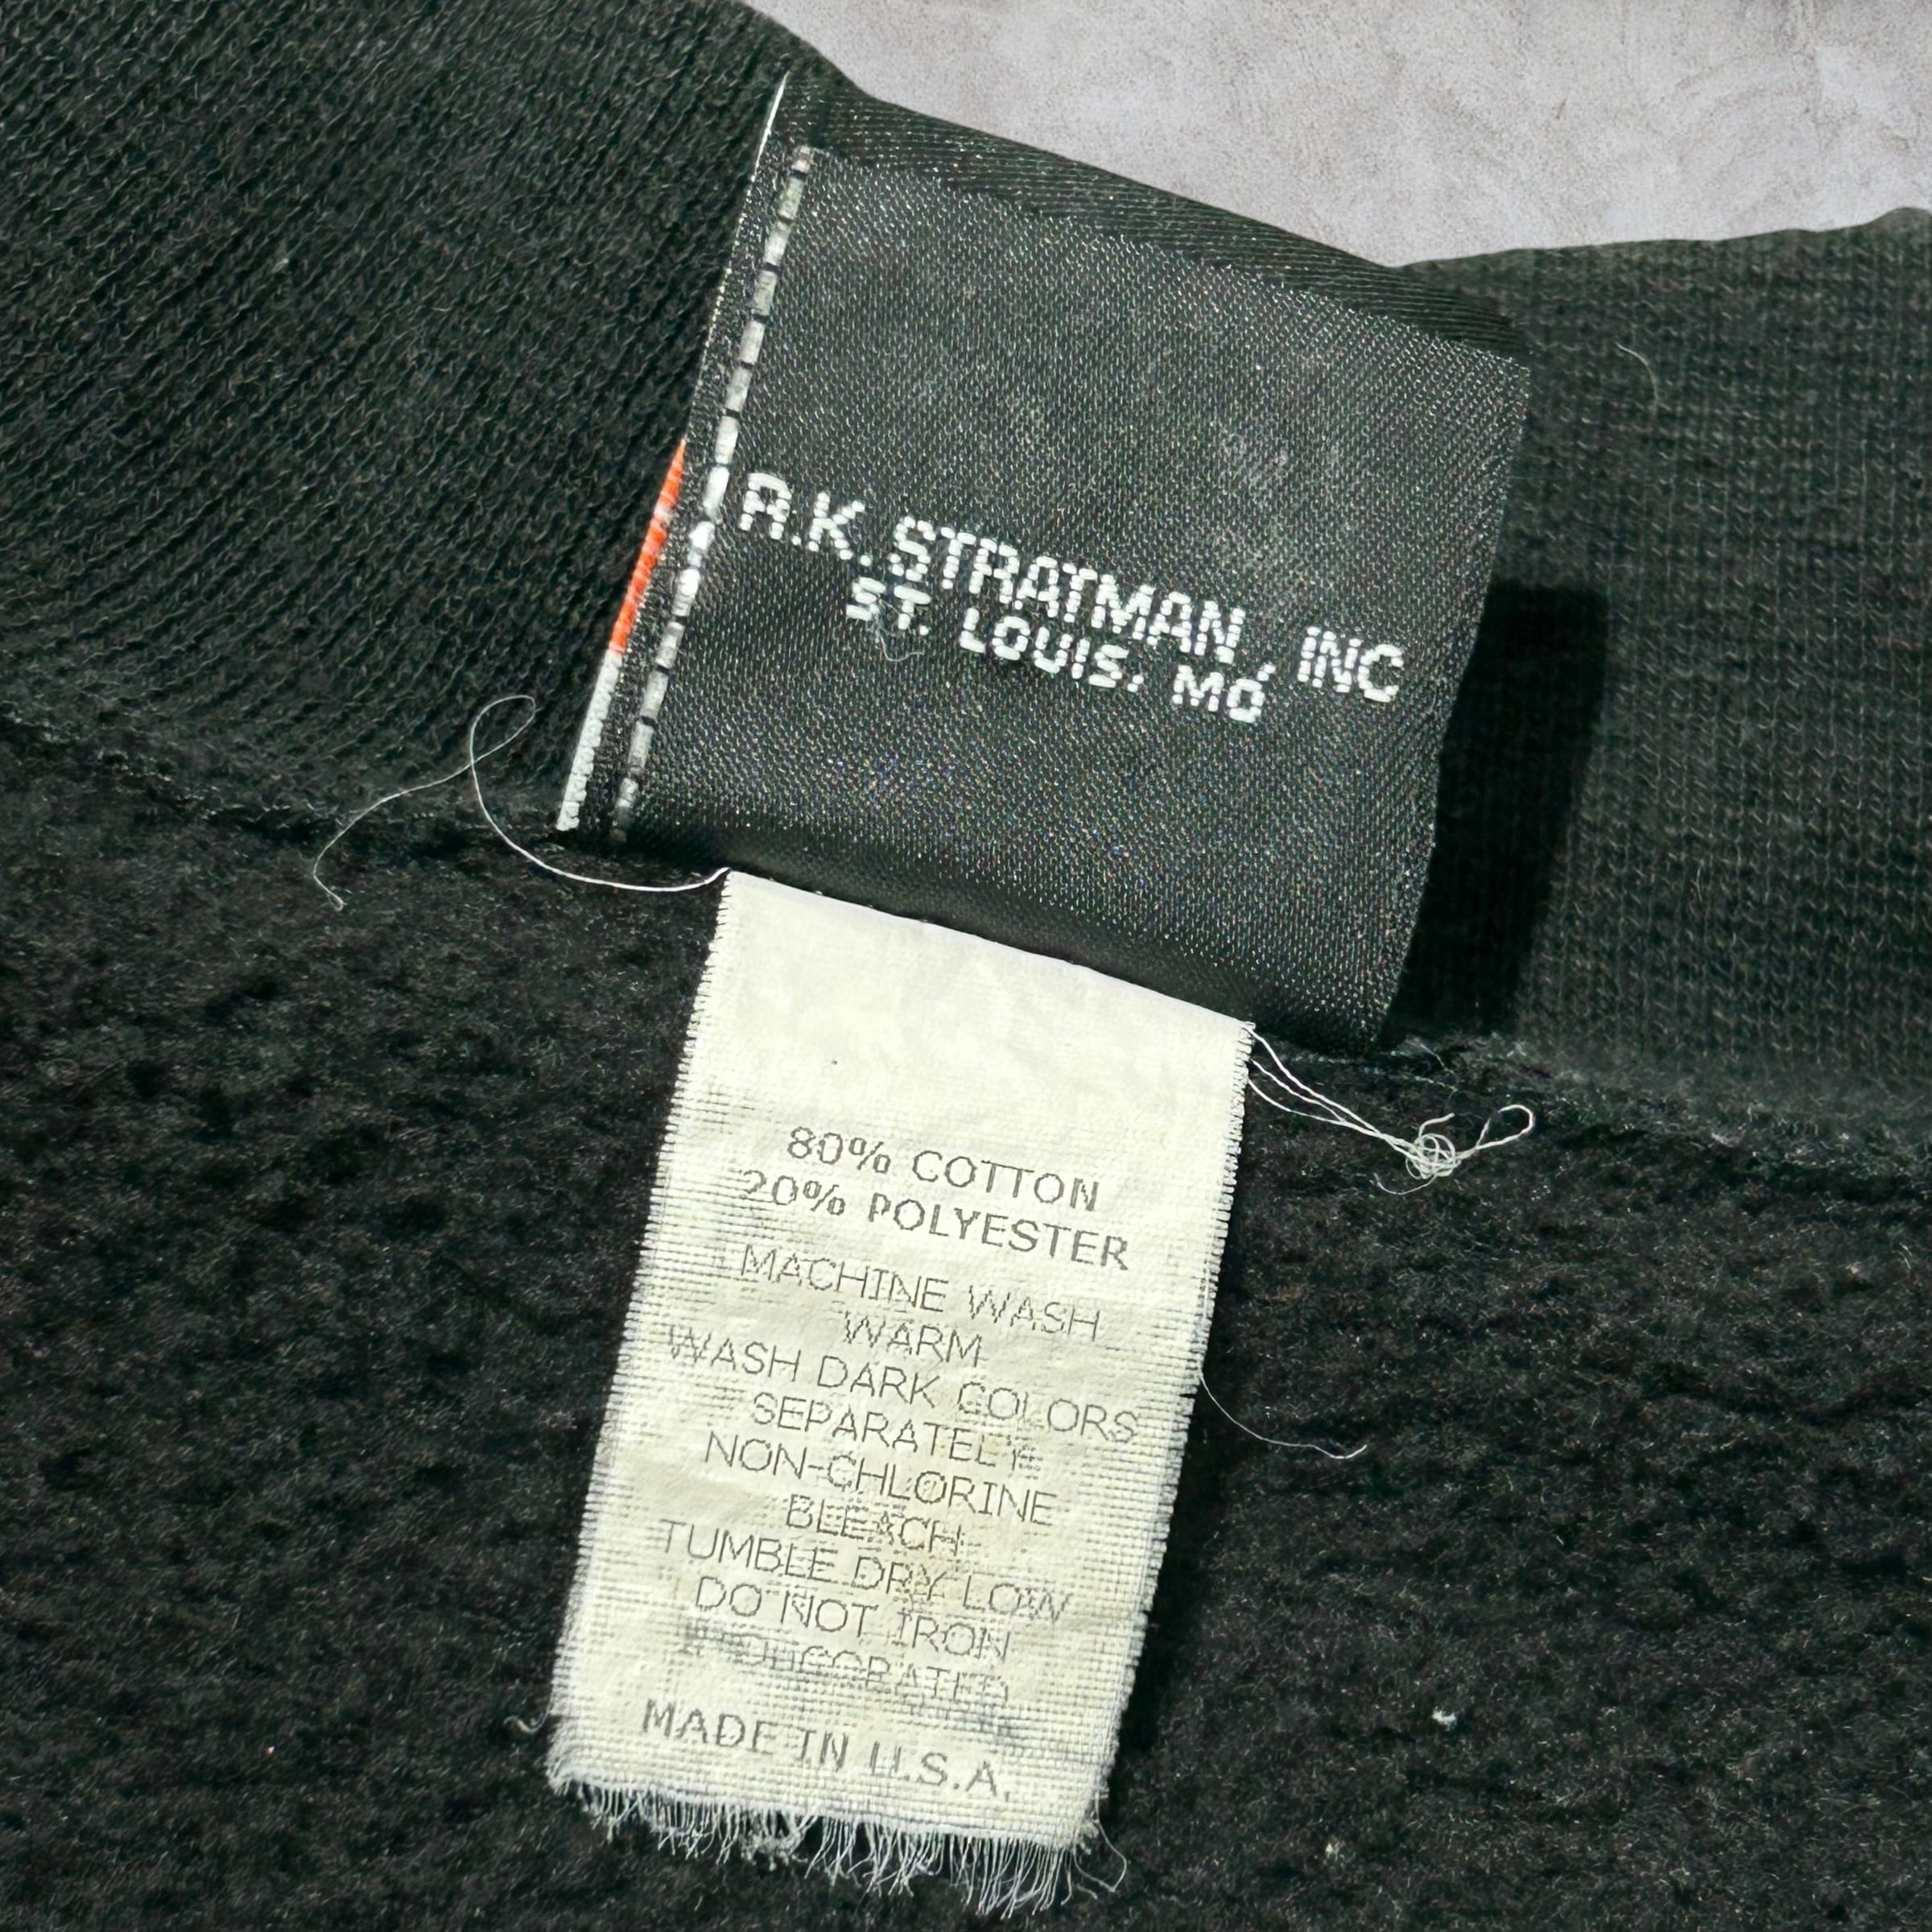 R.K. STRATMAN, INC
ST. LOUIS, MO
80% COTTON
20% POLYESTER
MACHINE WASH
WARM
WASH DARK COLORS
SEPARATELY
NON-CHLORINE
BLEACH
TUMBLE DRY LOW
DO NOT IRON
MADE IN U.S.A.